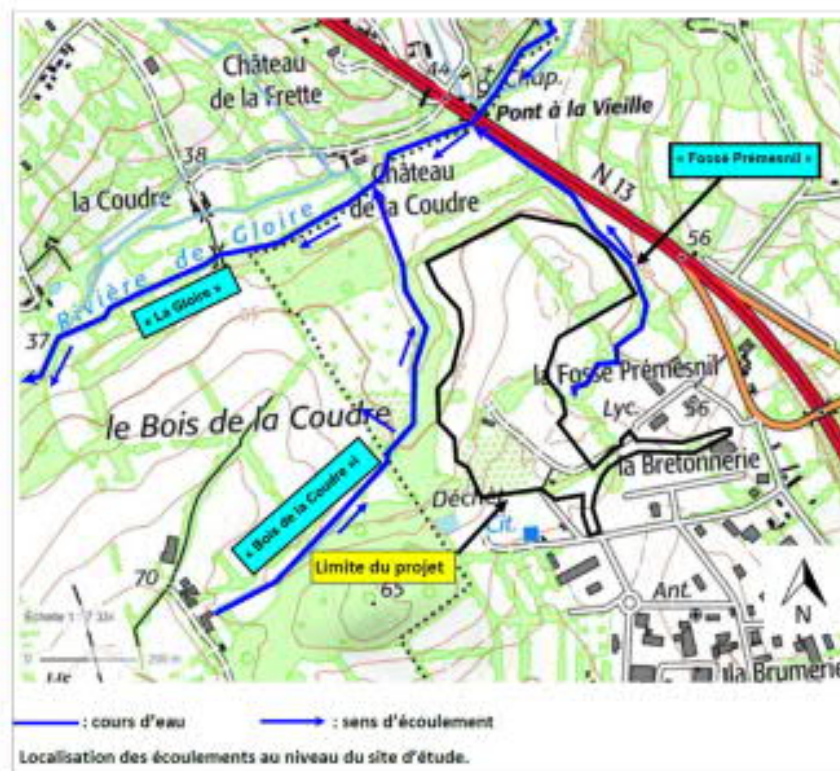 Château
de la Frette
44
Chap.
Pont à la Vieille
« Fossé Prémesnil »
N 13
38
la Coudre
Château
de la Coudre
Rivière de Gloire
56
« La Gloire »
37
la Fosse Prémesnil
le Bois de la Coudre
Lyc.
56
la Bretonnerie
« Bois de la Coudre »
Déchèt.
Cit.
Limite du projet
70
65
Ant.
N
0
la Brumerie
: cours d'eau
: sens d'écoulement
Localisation des écoulements au niveau du site d'étude.